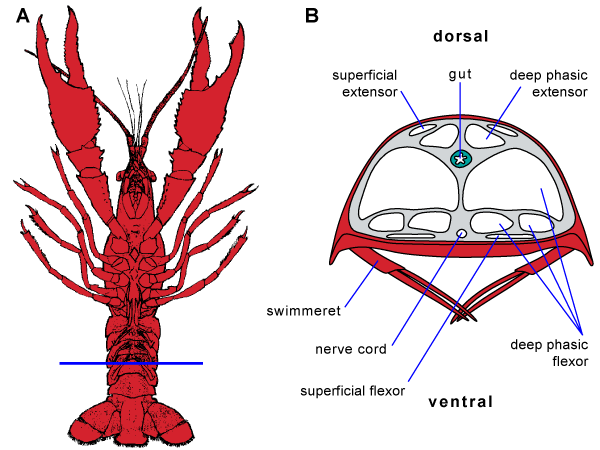 A
B
dorsal
superficial
extensor
gut
deep phasic
extensor
swimmeret
nerve cord
superficial flexor
deep phasic
flexor
ventral